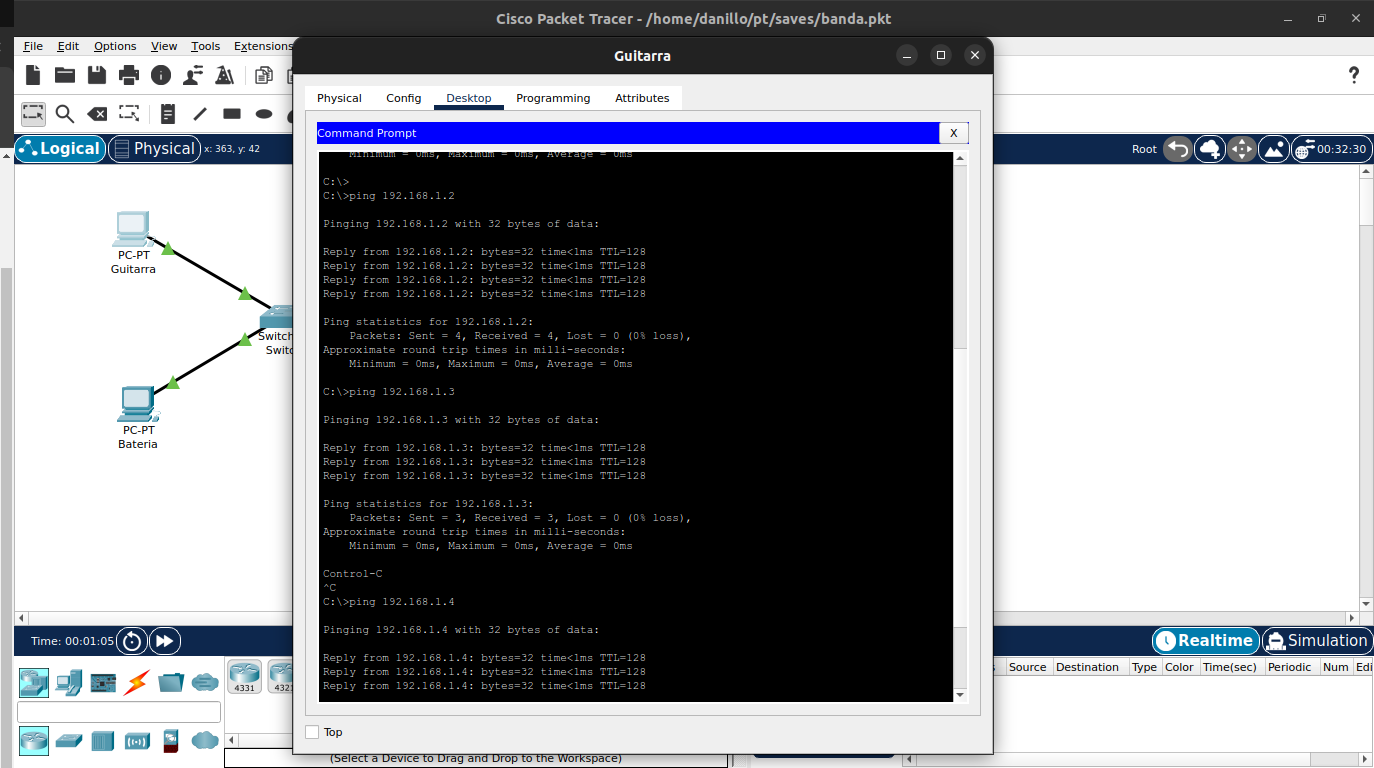 Cisco Packet Tracer - /home/danillo/pt/saves/banda.pkt
File Edit Options View Tools Extensions
Guitarra
?
Physical Config Desktop Programming Attributes
Command Prompt
X
Logical
Physical
x: 363, y: 42
Root
00:32:30
Minimum = 0ms, Maximum = 0ms, Average = 0ms
C:\>
C:\>ping 192.168.1.2
Pinging 192.168.1.2 with 32 bytes of data:
Reply from 192.168.1.2: bytes=32 time<1ms TTL=128
Reply from 192.168.1.2: bytes=32 time<1ms TTL=128
Reply from 192.168.1.2: bytes=32 time<1ms TTL=128
Reply from 192.168.1.2: bytes=32 time<1ms TTL=128
Ping statistics for 192.168.1.2:
Packets: Sent = 4, Received = 4, Lost = 0 (0% loss),
Approximate round trip times in milli-seconds:
Minimum = 0ms, Maximum = 0ms, Average = 0ms
C:\>ping 192.168.1.3
Pinging 192.168.1.3 with 32 bytes of data:
Reply from 192.168.1.3: bytes=32 time<1ms TTL=128
Reply from 192.168.1.3: bytes=32 time<1ms TTL=128
Reply from 192.168.1.3: bytes=32 time<1ms TTL=128
Ping statistics for 192.168.1.3:
Packets: Sent = 3, Received = 3, Lost = 0 (0% loss),
Approximate round trip times in milli-seconds:
Minimum = 0ms, Maximum = 0ms, Average = 0ms
Control-C
^C
C:\>ping 192.168.1.4
Pinging 192.168.1.4 with 32 bytes of data:
Reply from 192.168.1.4: bytes=32 time<1ms TTL=128
Reply from 192.168.1.4: bytes=32 time<1ms TTL=128
Reply from 192.168.1.4: bytes=32 time<1ms TTL=128
Top
PC-PT
Guitarra
Switch
Switc
PC-PT
Bateria
Time: 00:01:05
Realtime
Simulation
Source Destination Type Color Time(sec) Periodic Num Edi
4331
4321
(Select a Device to Drag and Drop to the Workspace)